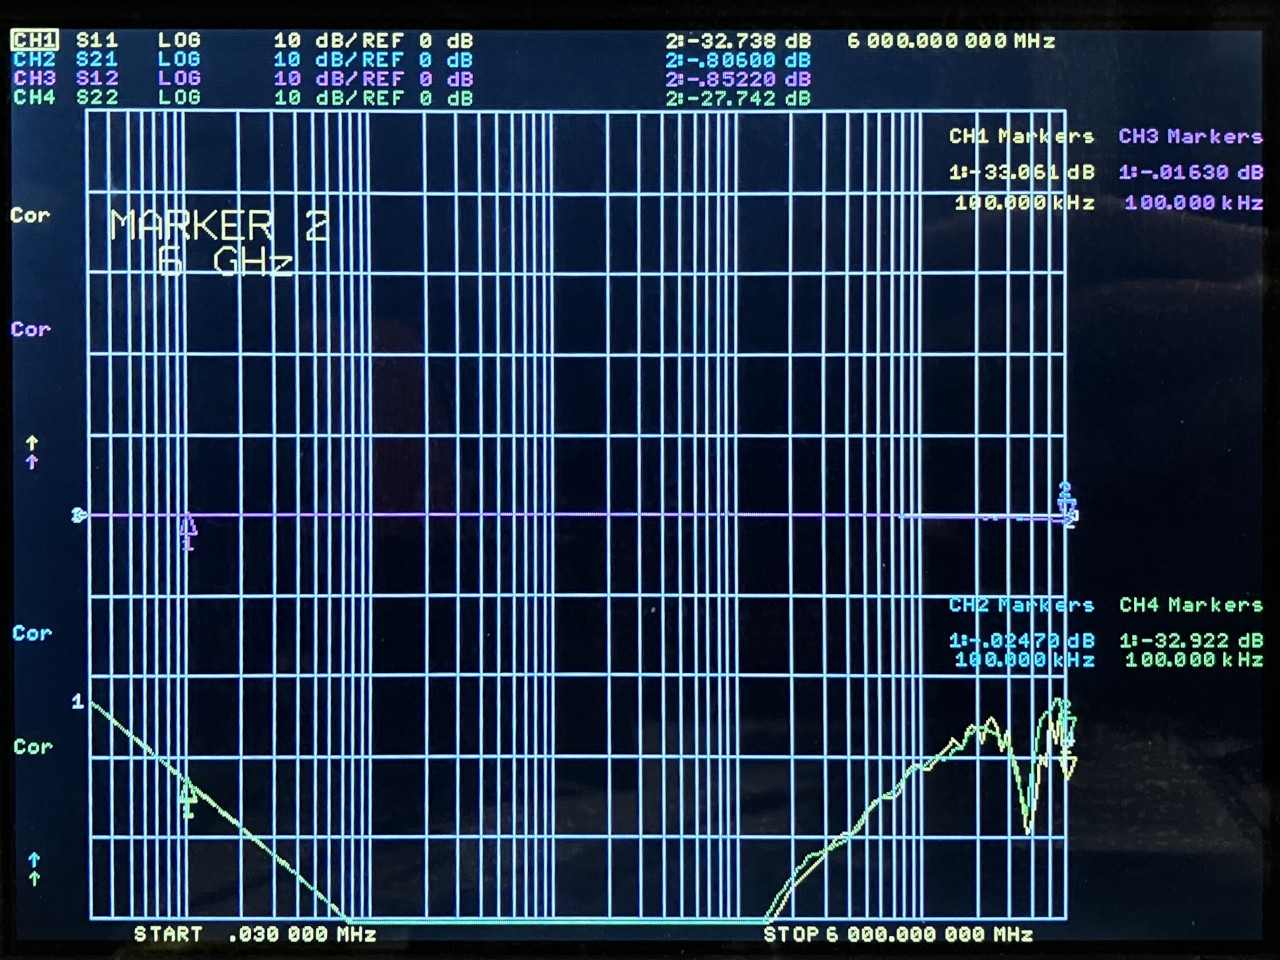 CH1 S11 LOG 10 dB/REF 0 dB 2:-32.738 dB 6 000.000 000 MHz
CH2 S21 LOG 10 dB/REF 0 dB 2:-.80600 dB
CH3 S12 LOG 10 dB/REF 0 dB 2:-.85220 dB
CH4 S22 LOG 10 dB/REF 0 dB 2:-27.742 dB
CH1 Markers CH3 Markers
1:-33.061 dB 1:-.01630 dB
100.000 kHz 100.000 kHz
Cor
MARKER 2
6 GHz
Cor
↑
↑
2
1
CH2 Markers CH4 Markers
Cor
1:-.02470 dB 1:-32.922 dB
100.000 kHz 100.000 kHz
1
Cor
↑
↑
START .030 000 MHz STOP 6 000.000 000 MHz